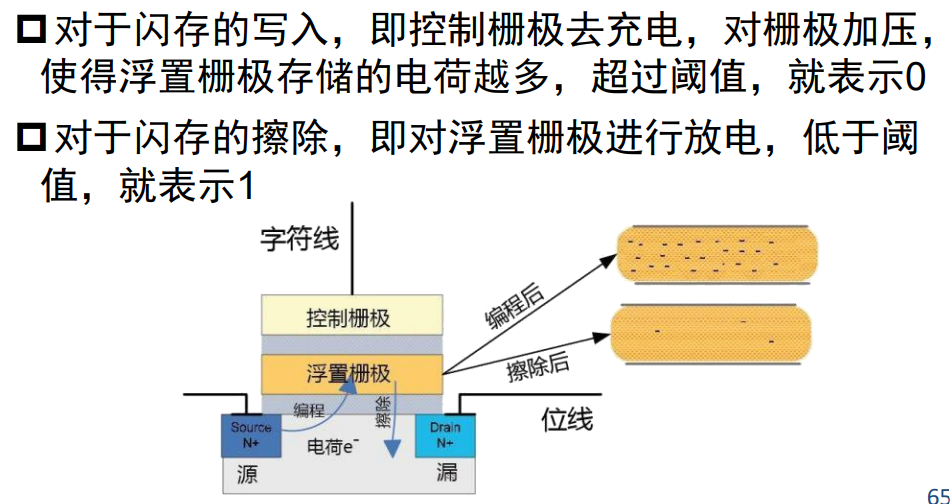 对于闪存的写入，即控制栅极去充电，对栅极加压，
使得浮置栅极存储的电荷越多，超过阈值，就表示0
对于闪存的擦除，即对浮置栅极进行放电，低于阈
值，就表示1
字符线
控制栅极
浮置栅极
编程后
擦除后
编程
擦除
Source
N+
电荷e⁻
Drain
N+
位线
源
漏
65